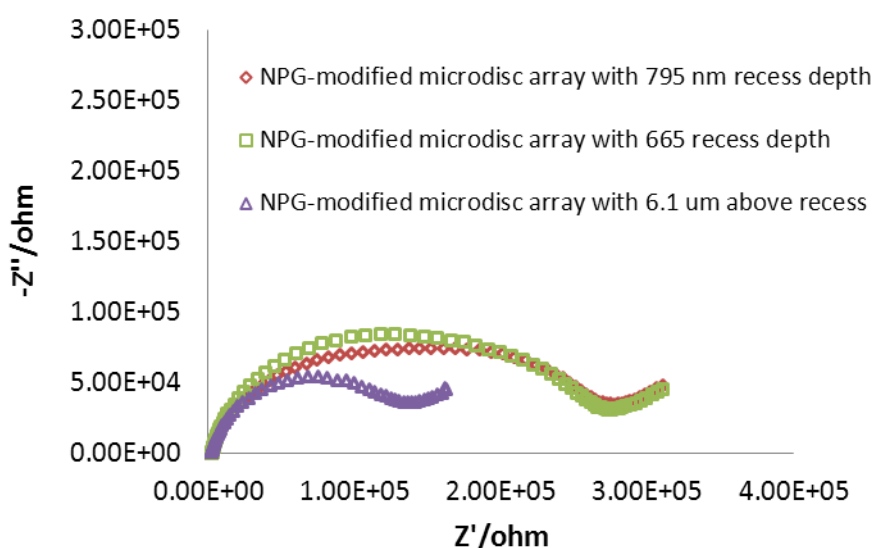 3.00E+05
NPG-modified microdisc array with 795 nm recess depth
2.50E+05
NPG-modified microdisc array with 665 recess depth
2.00E+05
NPG-modified microdisc array with 6.1 um above recess
1.50E+05
-Z''/ohm
1.00E+05
5.00E+04
0.00E+00
0.00E+00 1.00E+05 2.00E+05 3.00E+05 4.00E+05
Z'/ohm